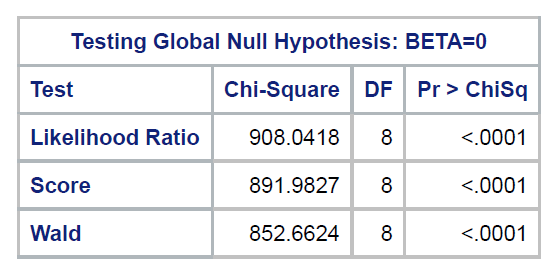 Testing Global Null Hypothesis: BETA=0
Test Chi-Square DF Pr > ChiSq
Likelihood Ratio 908.0418 8 <.0001
Score 891.9827 8 <.0001
Wald 852.6624 8 <.0001